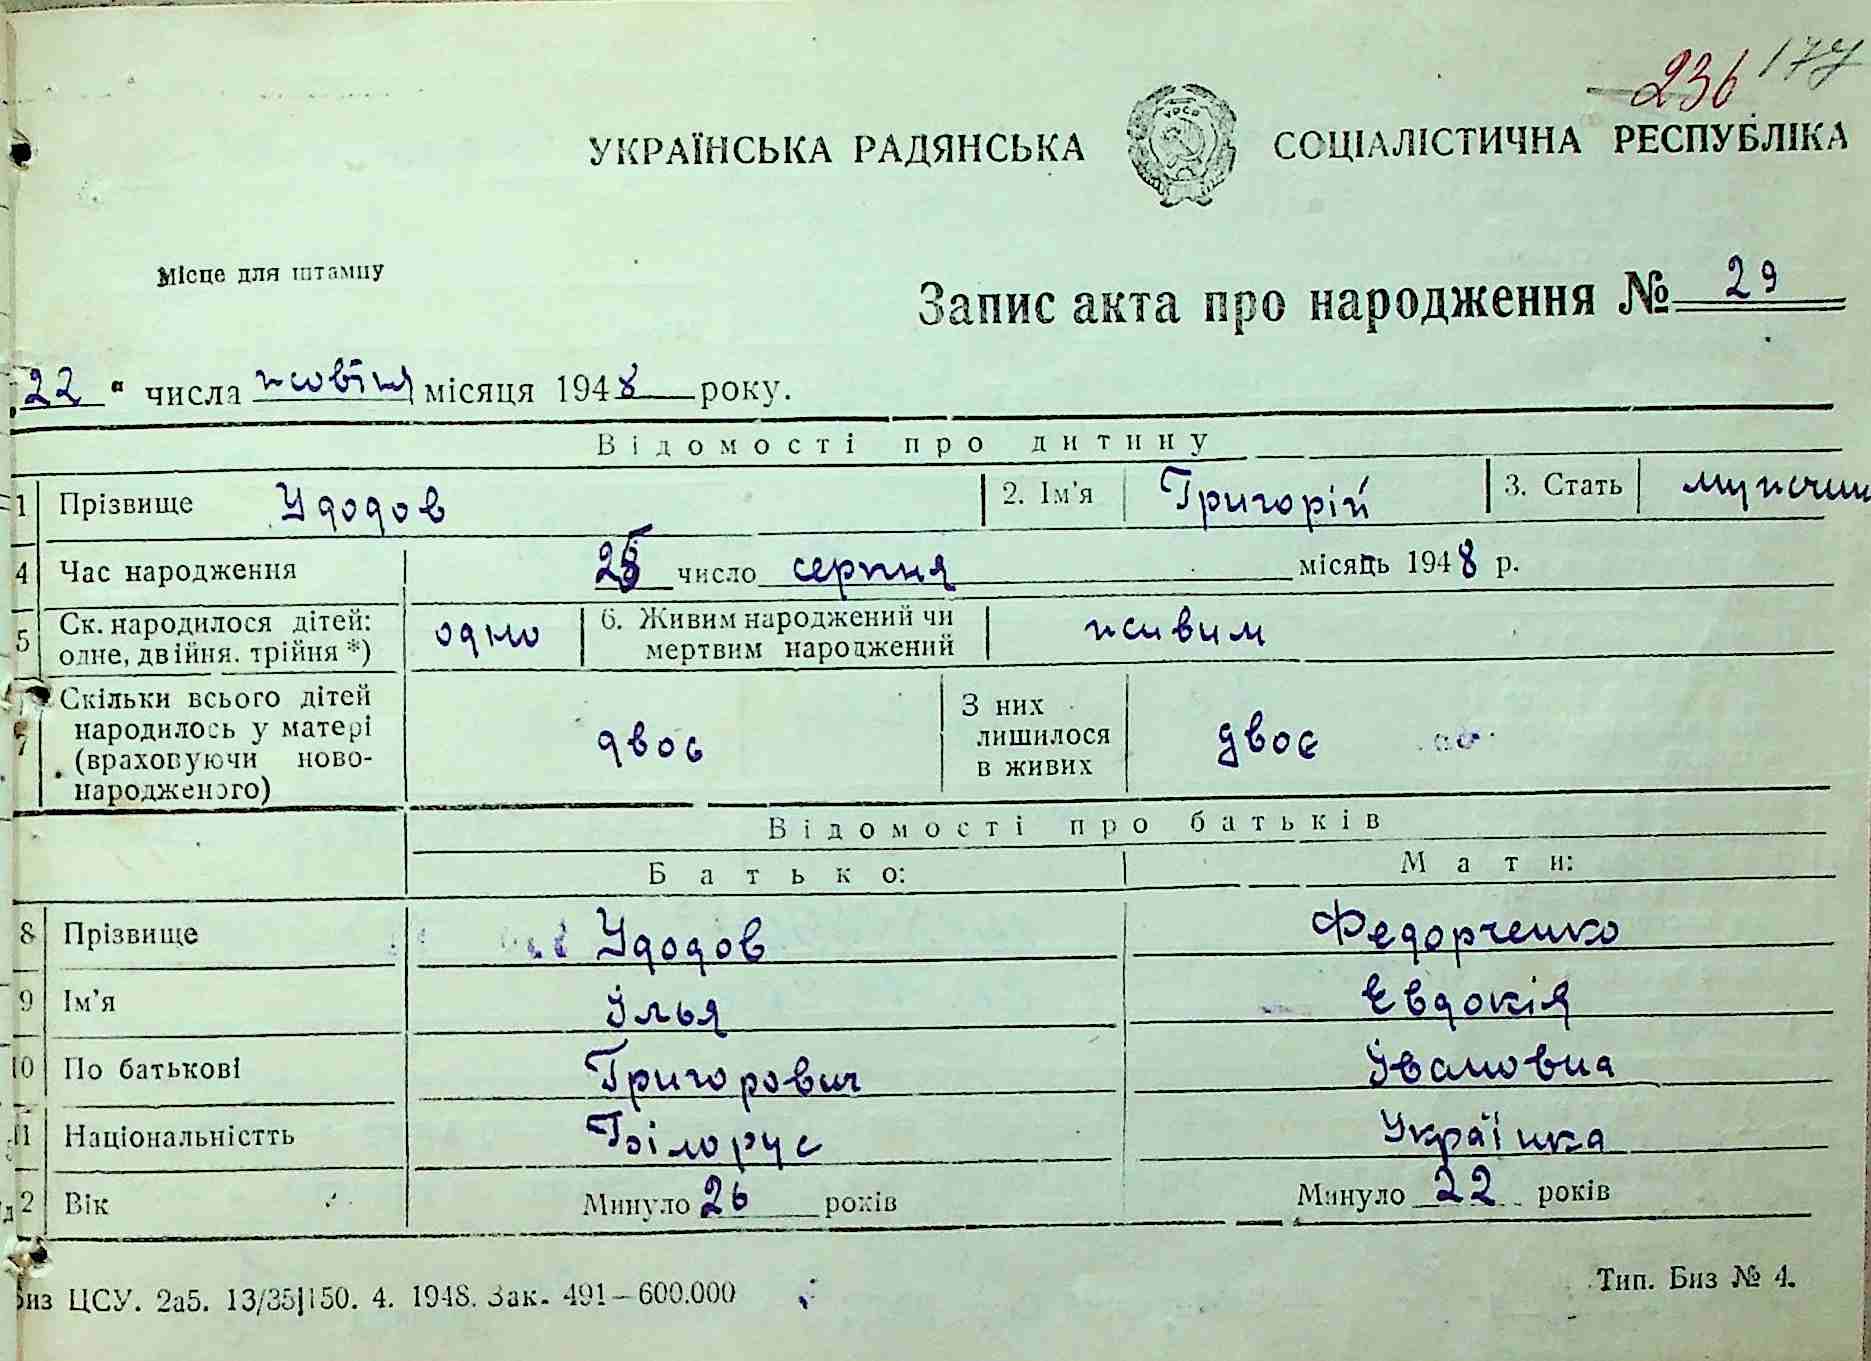 236 177
УКРАЇНСЬКА РАДЯНСЬКА УРСР СОЦІАЛІСТИЧНА РЕСПУБЛІКА
Місце для штампу
Запис акта про народження № 29
22 " числа жовтня місяця 1948 року.
Відомості про дитину
1 Прізвище Удодов 2. Ім'я Григорій 3. Стать мужчин
4 Час народження число серпня місяць 1948 р.
5 Ск. народилося дітей: одне, двійня. трійня *) одно 6. Живим народжений чи мертвим народжений живим
7 Скільки всього дітей народилось у матері (враховуючи ново-народженого) двоє З них лишилося в живих двоє
Відомості про батьків
Батько: Мати:
8 Прізвище Удодов Федорченко
9 Ім'я Ілья Евдокія
10 По батькові Григорович Івановна
11 Національністть Білорус Українка
12 Вік Минуло 26 років Минуло 22 років
Биз ЦСУ. 2а5. 13/35|150. 4. 1948. Зак. 491—600.000 Тип. Биз № 4.